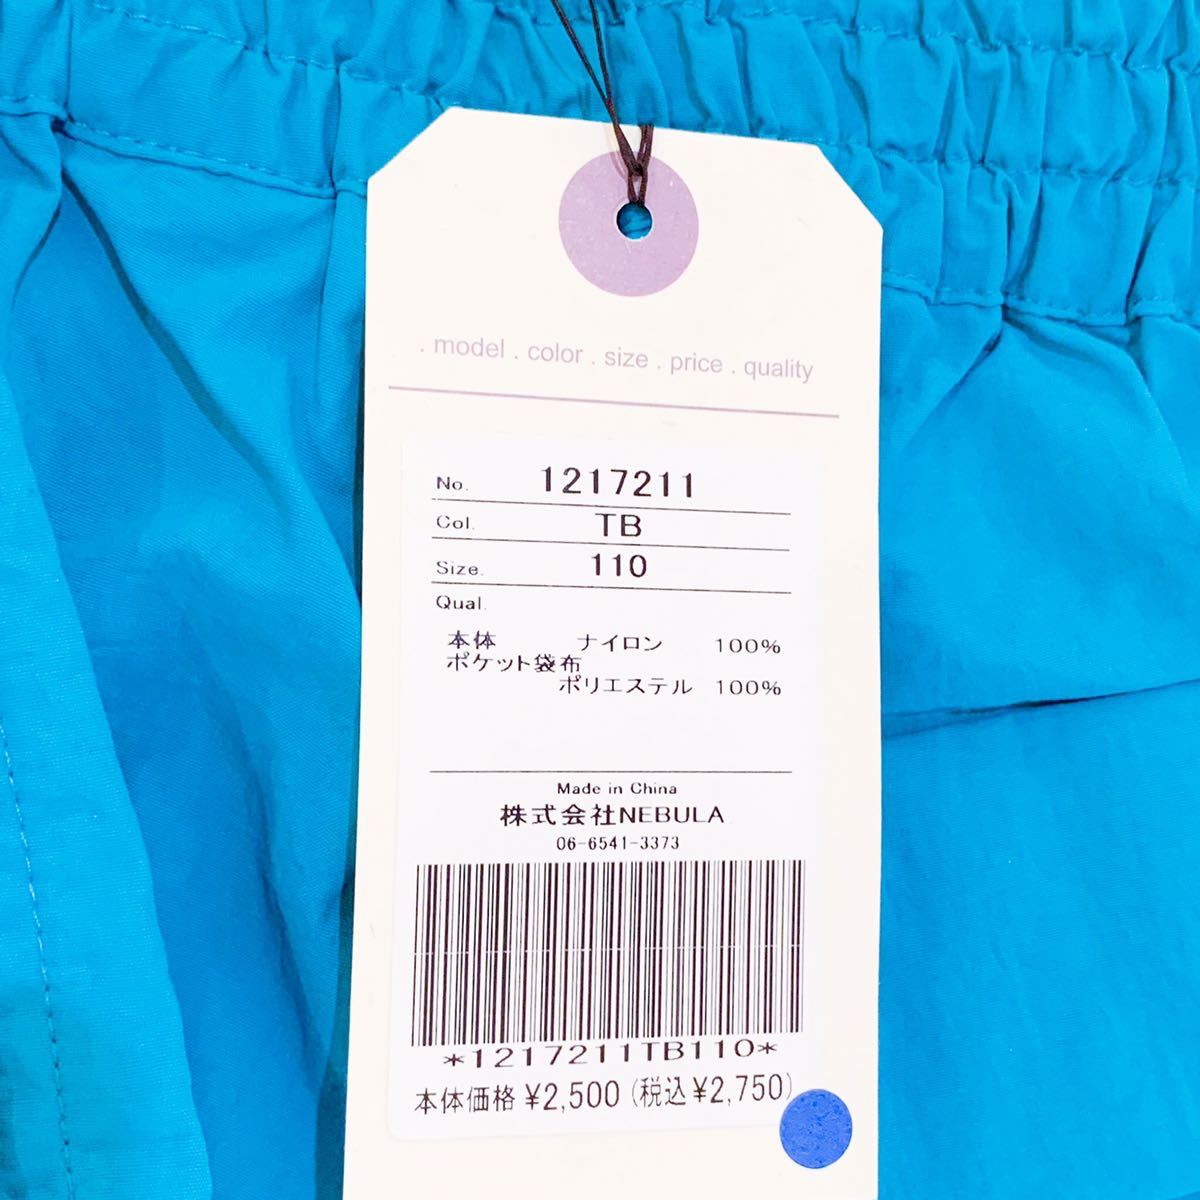 . model . color . size . price . quality
No. 1217211
Col. TB
Size. 110
Qual.
本体 ナイロン 100%
ポケット袋布
ポリエステル 100%
Made in China
株式会社NEBULA
06-6541-3373
*1217211TB110*
本体価格 ¥2,500 (税込¥2,750)